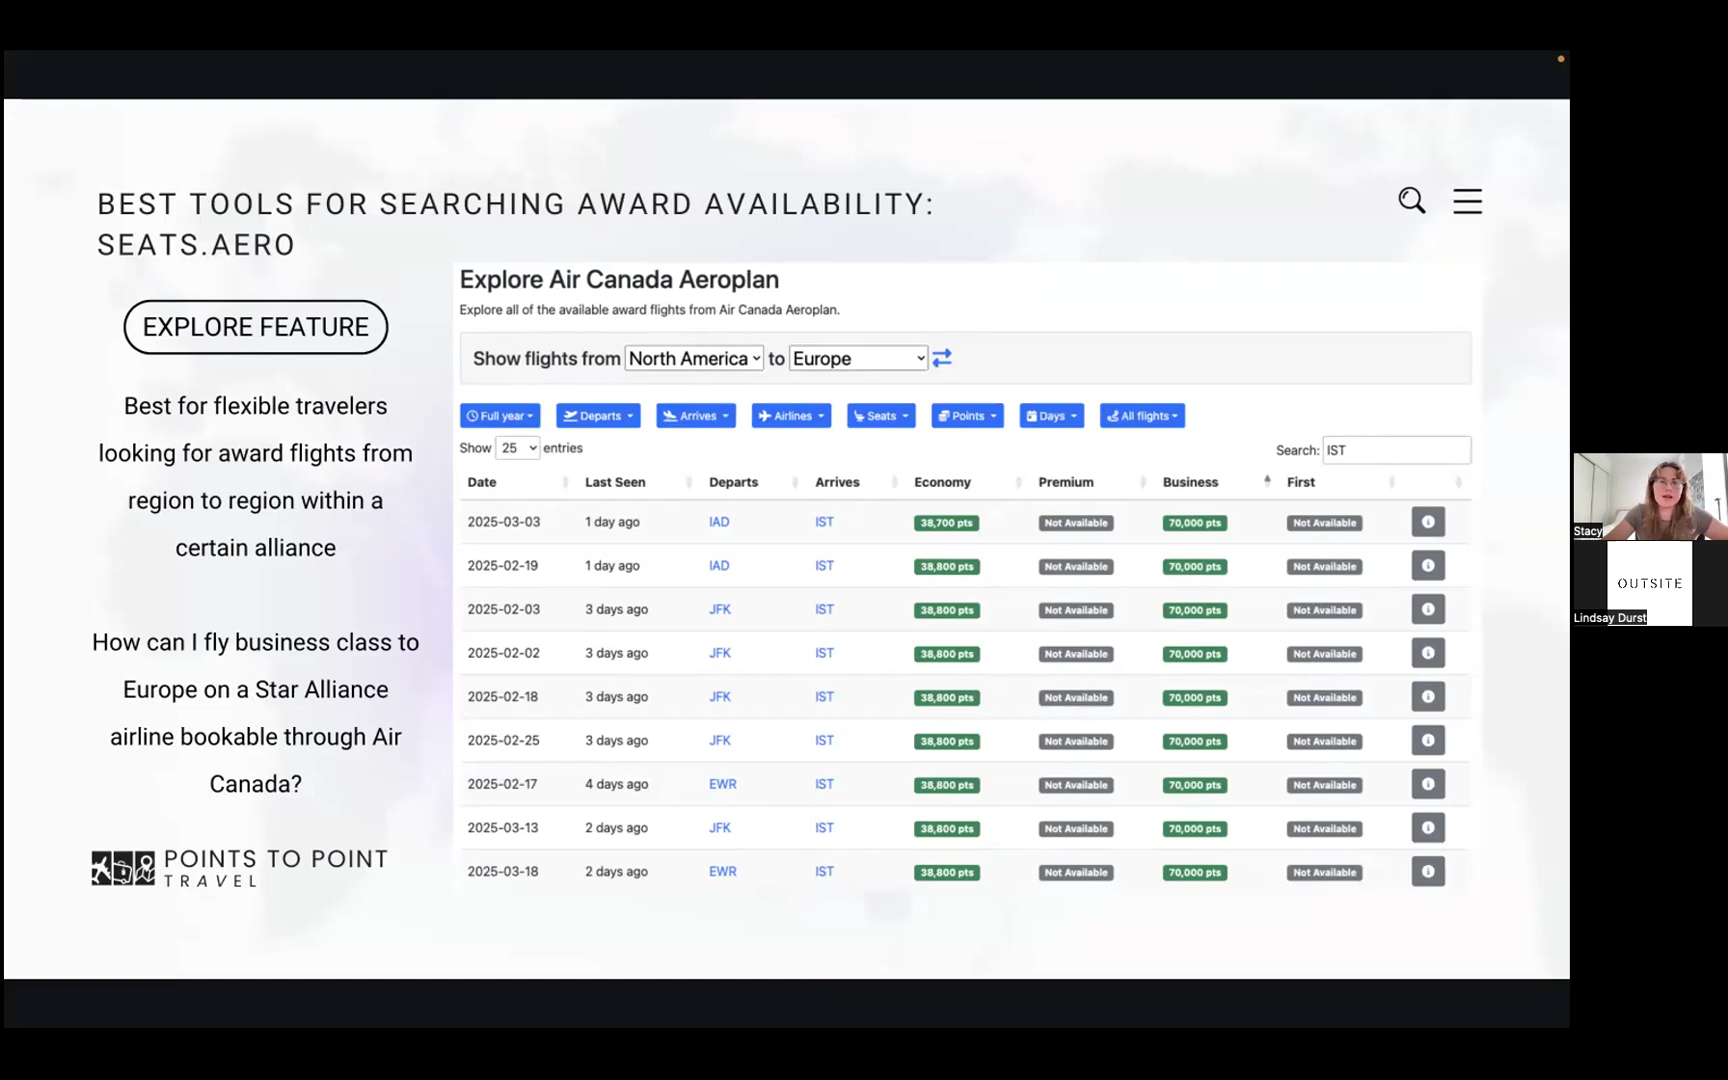 BEST TOOLS FOR SEARCHING AWARD AVAILABILITY:
SEATS.AERO
EXPLORE FEATURE
Best for flexible travelers
looking for award flights from
region to region within a
certain alliance
How can I fly business class to
Europe on a Star Alliance
airline bookable through Air
Canada?
POINTS TO POINT
TRAVEL
Explore Air Canada Aeroplan
Explore all of the available award flights from Air Canada Aeroplan.
Show flights from North America to Europe
Full year Departs Arrives Airlines Seats Points Days All flights
Show 25 entries Search: IST
Date Last Seen Departs Arrives Economy Premium Business First
2025-03-03 1 day ago IAD IST 38,700 pts Not Available 70,000 pts Not Available
2025-02-19 1 day ago IAD IST 38,800 pts Not Available 70,000 pts Not Available
2025-02-03 3 days ago JFK IST 38,800 pts Not Available 70,000 pts Not Available
2025-02-02 3 days ago JFK IST 38,800 pts Not Available 70,000 pts Not Available
2025-02-18 3 days ago JFK IST 38,800 pts Not Available 70,000 pts Not Available
2025-02-25 3 days ago JFK IST 38,800 pts Not Available 70,000 pts Not Available
2025-02-17 4 days ago EWR IST 38,800 pts Not Available 70,000 pts Not Available
2025-03-13 2 days ago JFK IST 38,800 pts Not Available 70,000 pts Not Available
2025-03-18 2 days ago EWR IST 38,800 pts Not Available 70,000 pts Not Available
Stacy
OUTSITE
Lindsay Durst